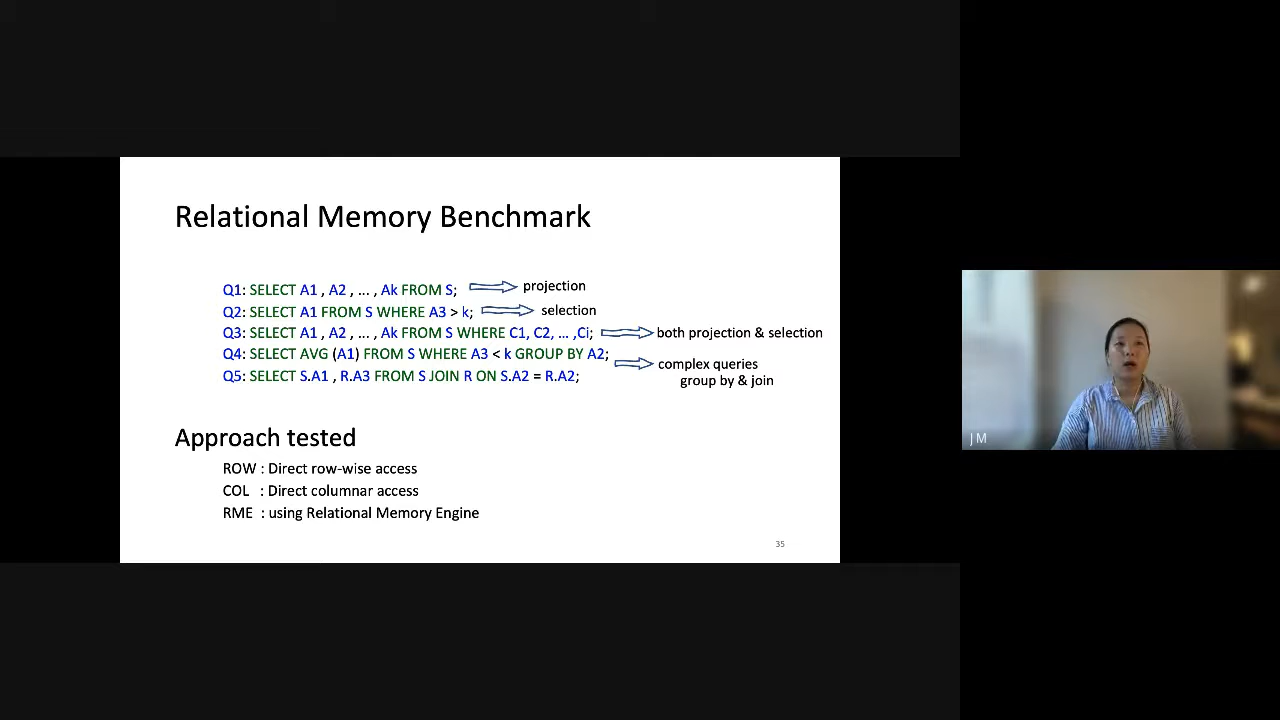 Relational Memory Benchmark
Q1: SELECT A1 , A2 , ... , Ak FROM S; projection
Q2: SELECT A1 FROM S WHERE A3 > k; selection
Q3: SELECT A1 , A2 , ... , Ak FROM S WHERE C1, C2, ... ,Ci; both projection & selection
Q4: SELECT AVG (A1) FROM S WHERE A3 < k GROUP BY A2;
complex queries
Q5: SELECT S.A1 , R.A3 FROM S JOIN R ON S.A2 = R.A2;
group by & join
Approach tested
ROW : Direct row-wise access
COL : Direct columnar access
RME : using Relational Memory Engine
35
J M